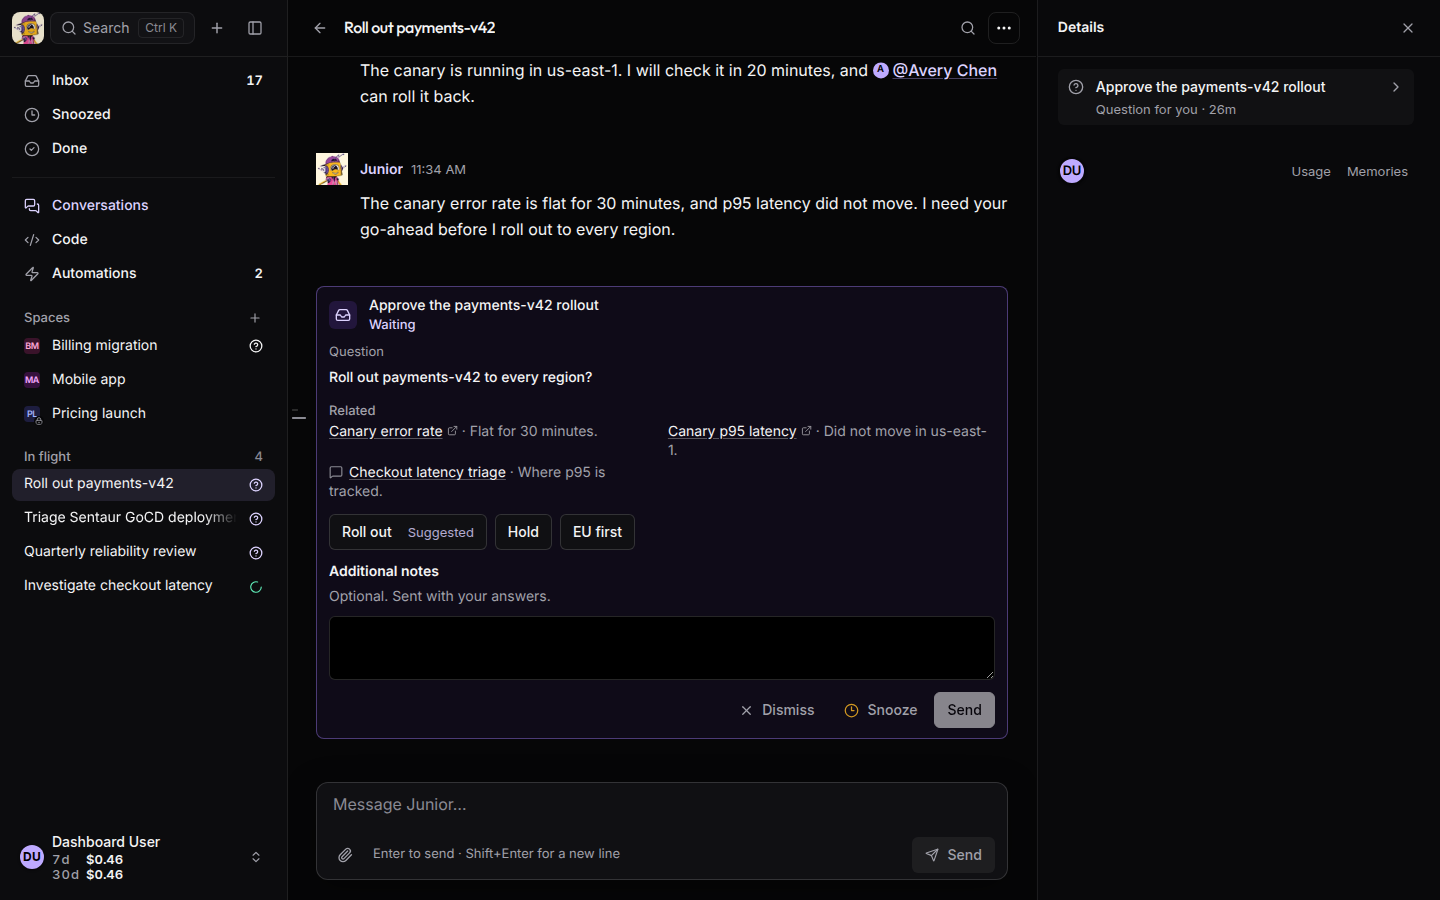 Search Ctrl K
Inbox 17
Snoozed
Done
Conversations
Code
Automations 2
Spaces
BM Billing migration
MA Mobile app
PL Pricing launch
In flight 4
Roll out payments-v42
Triage Sentaur GoCD deployme
Quarterly reliability review
Investigate checkout latency
DU Dashboard User
7d $0.46
30d $0.46
Roll out payments-v42
The canary is running in us-east-1. I will check it in 20 minutes, and A @Avery Chen
can roll it back.
Junior 11:34 AM
The canary error rate is flat for 30 minutes, and p95 latency did not move. I need your
go-ahead before I roll out to every region.
Approve the payments-v42 rollout
Waiting
Question
Roll out payments-v42 to every region?
Related
Canary error rate · Flat for 30 minutes.
Canary p95 latency · Did not move in us-east-
1.
Checkout latency triage · Where p95 is
tracked.
Roll out Suggested Hold EU first
Additional notes
Optional. Sent with your answers.
Dismiss Snooze Send
Message Junior...
Enter to send · Shift+Enter for a new line Send
Details
Approve the payments-v42 rollout
Question for you · 26m
DU Usage Memories